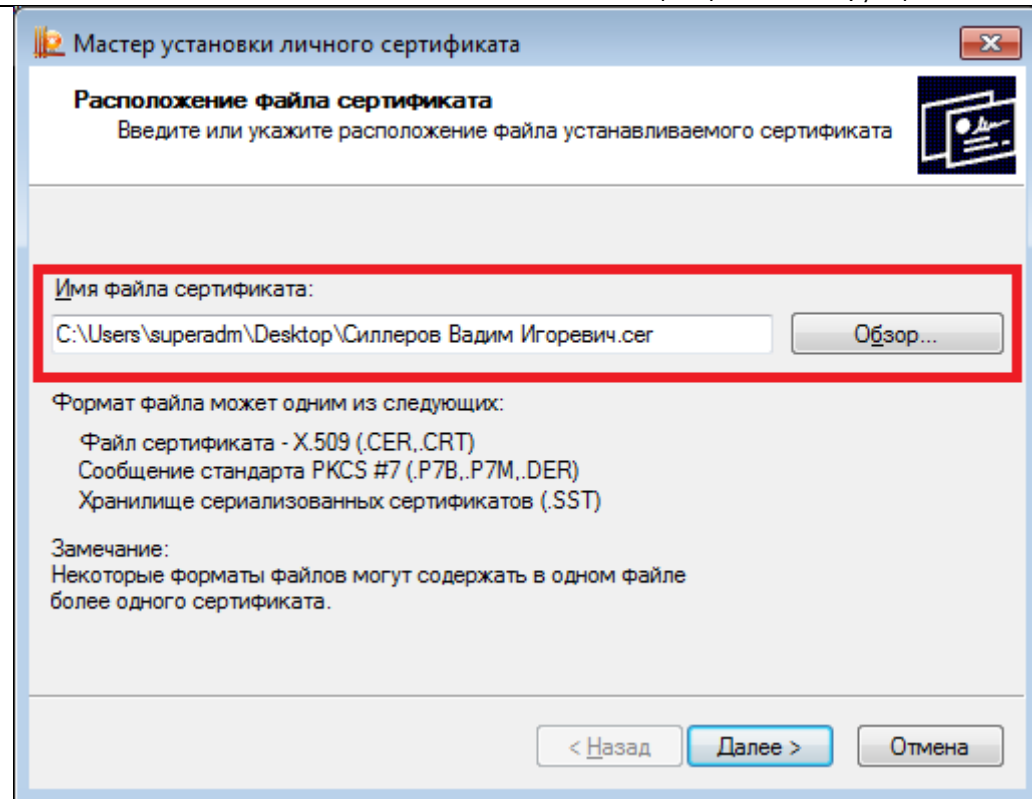 Мастер установки личного сертификата
Расположение файла сертификата
Введите или укажите расположение файла устанавливаемого сертификата
Имя файла сертификата:
C:\Users\superadm\Desktop\Силлеров Вадим Игоревич.cer
Обзор...
Формат файла может одним из следующих:
Файл сертификата - X.509 (.CER,.CRT)
Сообщение стандарта PKCS #7 (.P7B,.P7M,.DER)
Хранилище сериализованных сертификатов (.SST)
Замечание:
Некоторые форматы файлов могут содержать в одном файле
более одного сертификата.
< Назад
Далее >
Отмена